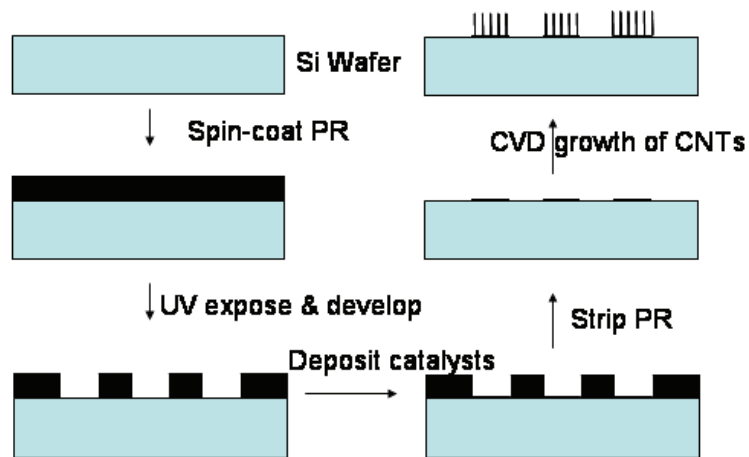 Si Wafer
Spin-coat PR
UV expose & develop
Deposit catalysts
Strip PR
CVD growth of CNTs